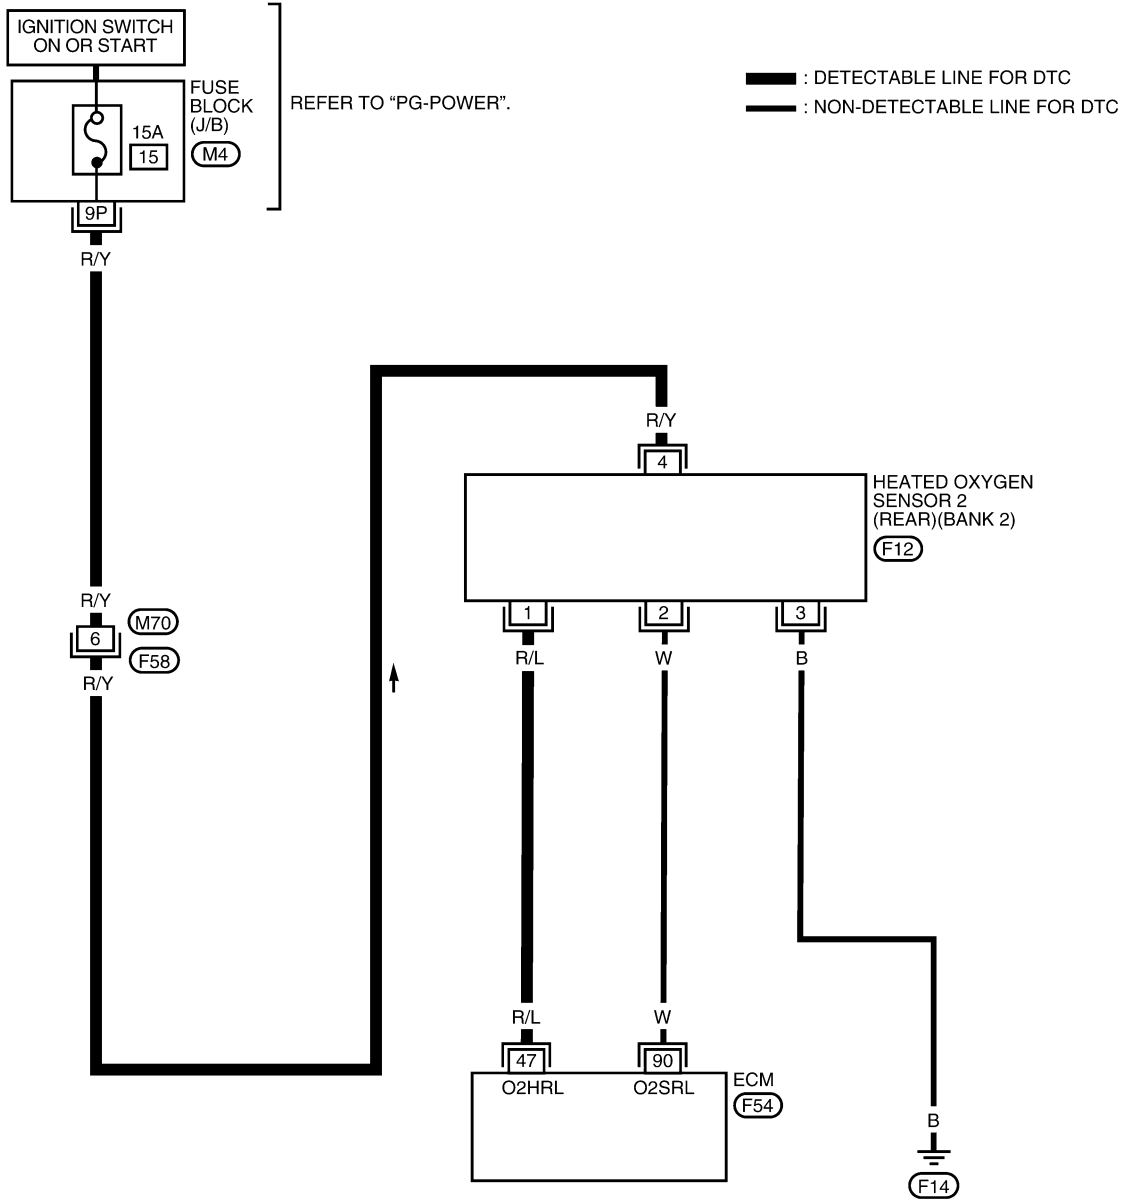 IGNITION SWITCH
ON OR START
FUSE
BLOCK
(J/B)
M4
15A
15
9P
REFER TO “PG-POWER”.
: DETECTABLE LINE FOR DTC
: NON-DETECTABLE LINE FOR DTC
R/Y
R/Y
4
HEATED OXYGEN
SENSOR 2
(REAR)(BANK 2)
F12
R/Y
M70
6
F58
R/Y
1
2
3
R/L
W
B
R/L
W
47
90
O2HRL
O2SRL
ECM
F54
B
F14